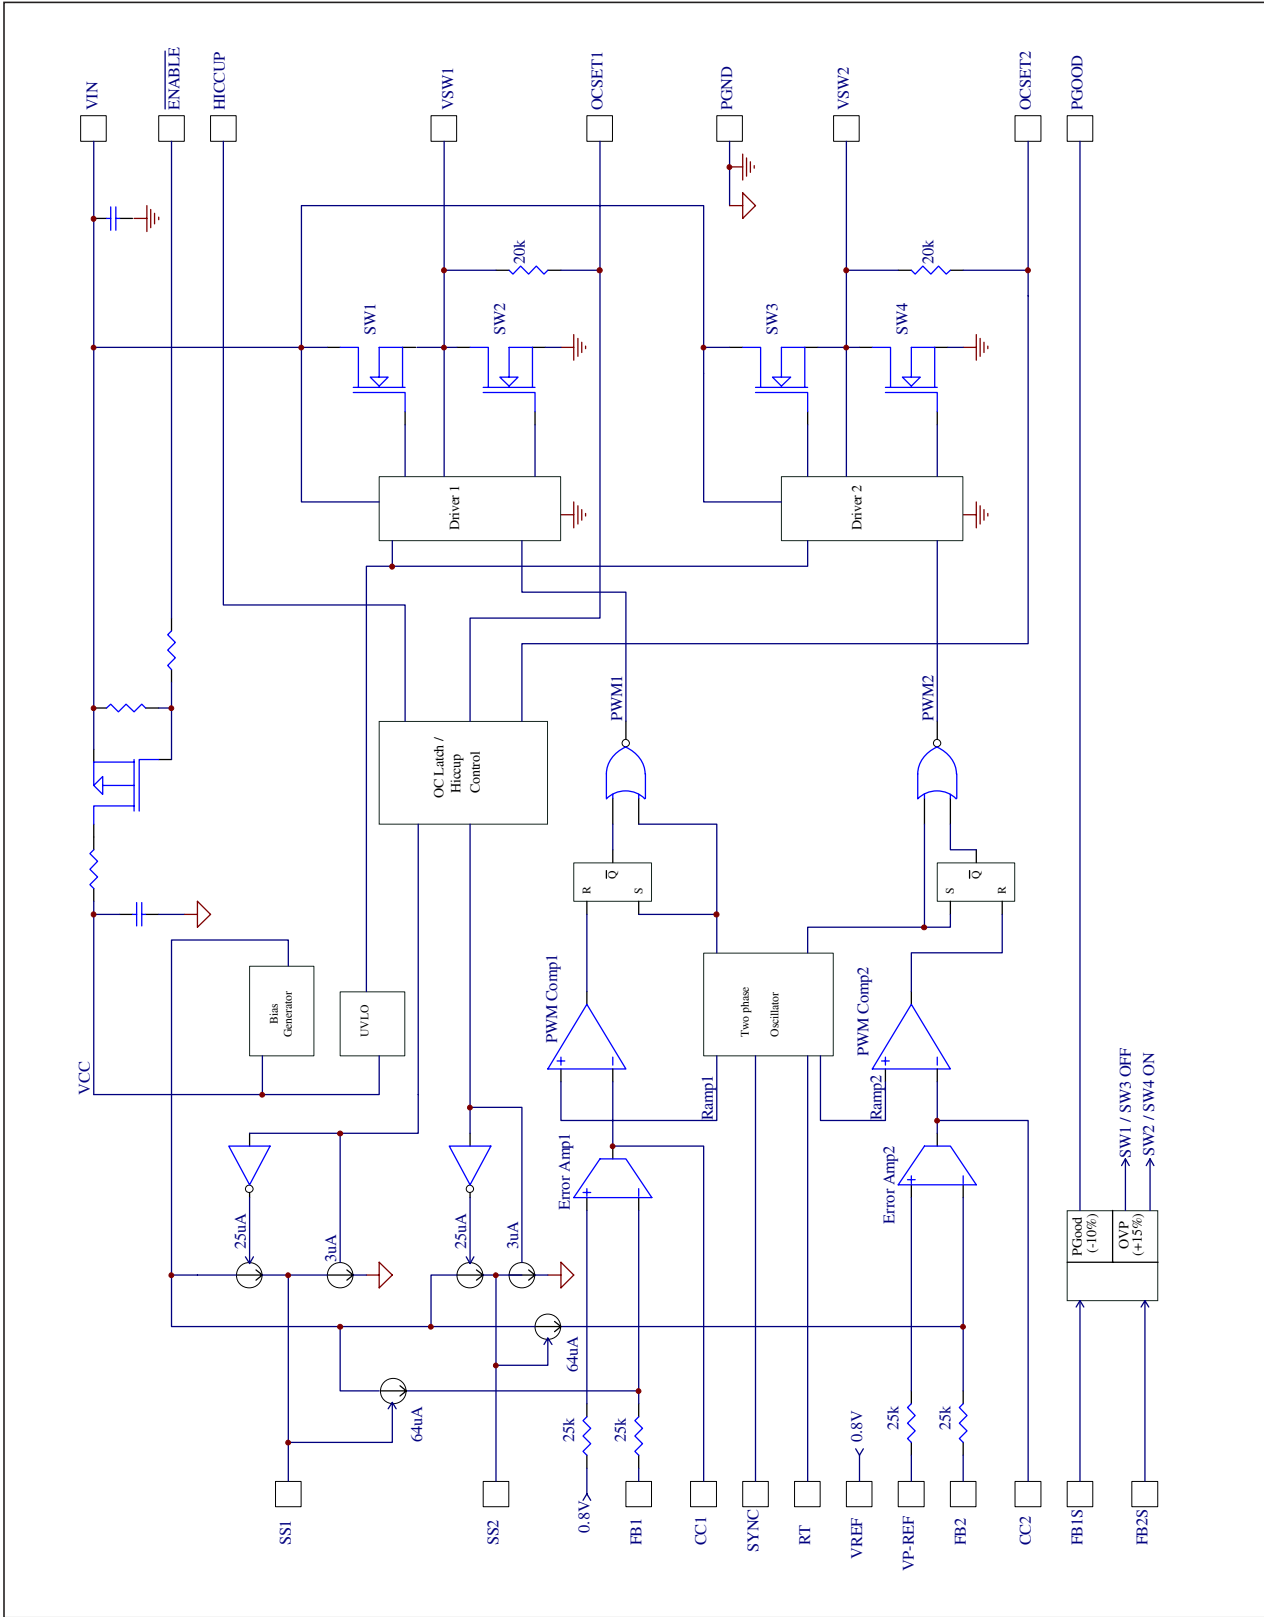 VIN
ENABLE
HICCUP
VSW1
OCSET1
PGND
VSW2
OCSET2
PGOOD
20k
20k
SW1
SW2
SW3
SW4
Driver 1
Driver 2
PWM1
PWM2
OC Latch /
Hiccup
Control
R
Q
S
S
Q
R
Bias
Generator
UVLO
VCC
PWM Comp1
+
−
Two phase
Oscillator
PWM Comp2
+
−
Ramp1
Ramp2
Error Amp1
+
−
Error Amp2
+
−
25uA
3uA
25uA
3uA
64uA
64uA
PGood
(-10%)
OVP
(+15%)
SW1 / SW3 OFF
SW2 / SW4 ON
25k
25k
0.8V
25k
25k
0.8V
SS1
SS2
FB1
CC1
SYNC
RT
VREF
VP-REF
FB2
CC2
FB1S
FB2S